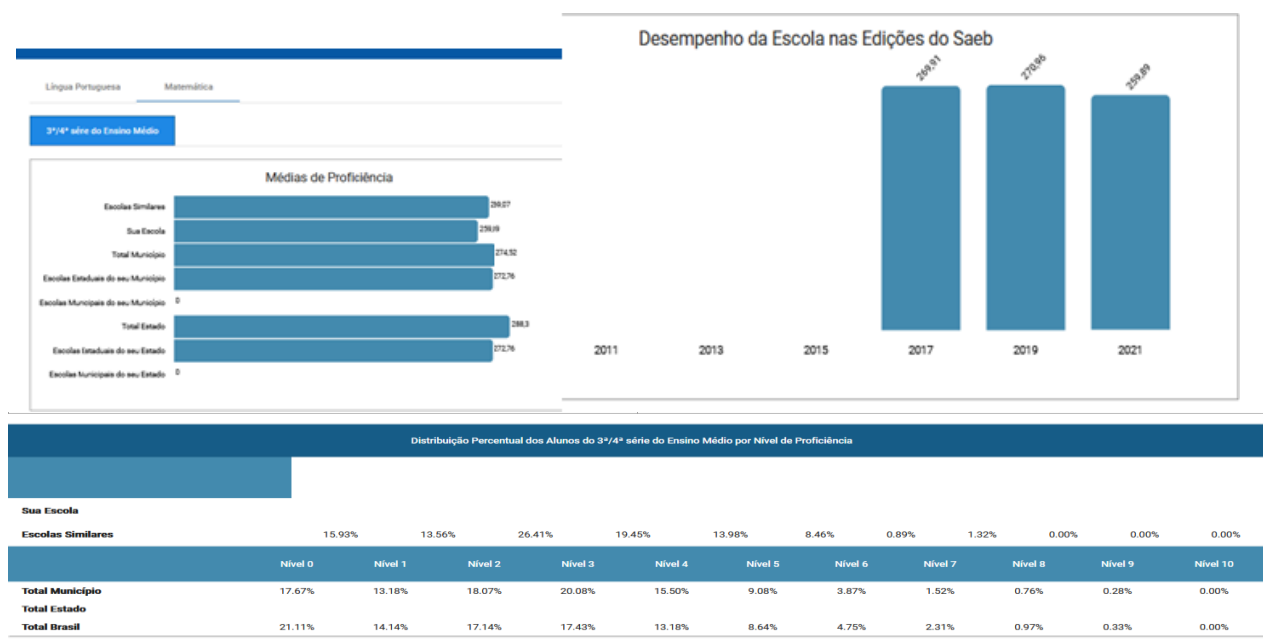 Desempenho da Escola nas Edições do Saeb
Língua Portuguesa Matemática
3ª/4ª série do Ensino Médio
Médias de Proficiência
Escolas Similares
Sua Escola
Total Município 274,52
Escolas Estaduais do seu Município 272,76
Escolas Municipais do seu Município 0
Total Estado 288,3
Escolas Estaduais do seu Estado 272,76
Escolas Municipais do seu Estado 0
269,91 270,96 259,89
2011 2013 2015 2017 2019 2021
Distribuição Percentual dos Alunos do 3ª/4ª série do Ensino Médio por Nível de Proficiência
Sua Escola
Escolas Similares 15.93% 13.56% 26.41% 19.45% 13.98% 8.46% 0.89% 1.32% 0.00% 0.00% 0.00%
Nível 0 Nível 1 Nível 2 Nível 3 Nível 4 Nível 5 Nível 6 Nível 7 Nível 8 Nível 9 Nível 10
Total Município 17.67% 13.18% 18.07% 20.08% 15.50% 9.08% 3.87% 1.52% 0.76% 0.28% 0.00%
Total Estado
Total Brasil 21.11% 14.14% 17.14% 17.43% 13.18% 8.64% 4.75% 2.31% 0.97% 0.33% 0.00%